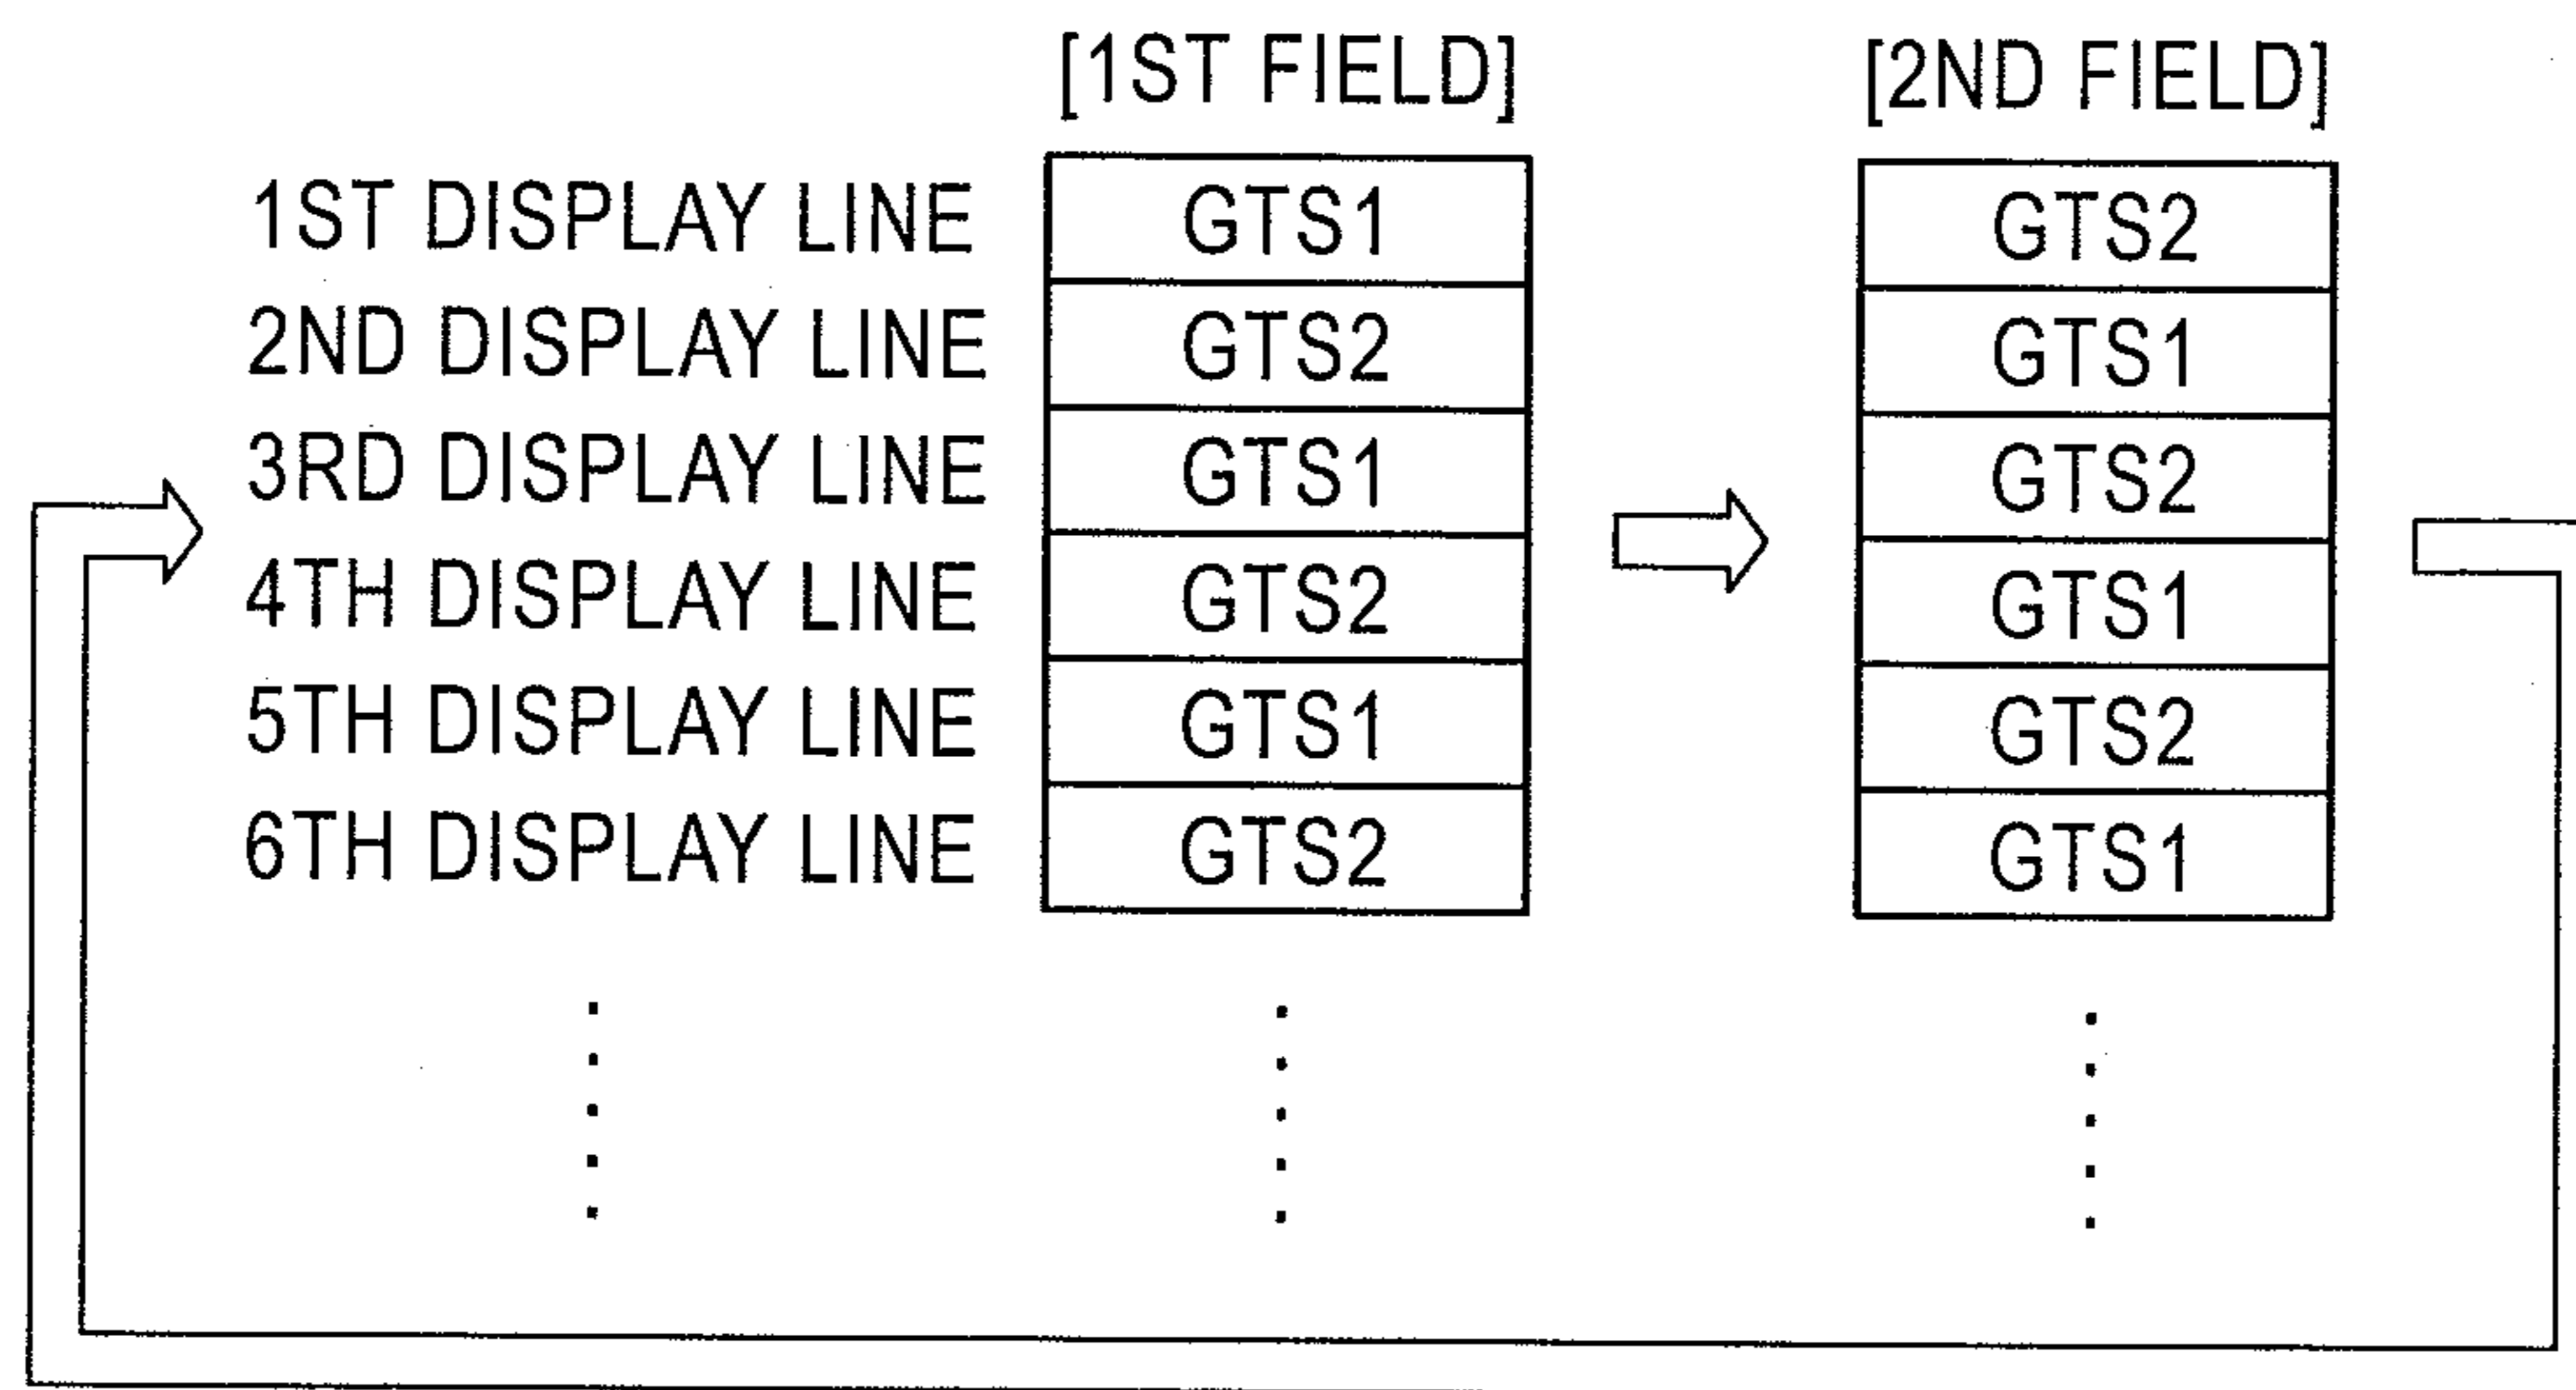 [1ST FIELD] [2ND FIELD]
1ST DISPLAY LINE GTS1 GTS2
2ND DISPLAY LINE GTS2 GTS1
3RD DISPLAY LINE GTS1 GTS2
4TH DISPLAY LINE GTS2 GTS1
5TH DISPLAY LINE GTS1 GTS2
6TH DISPLAY LINE GTS2 GTS1